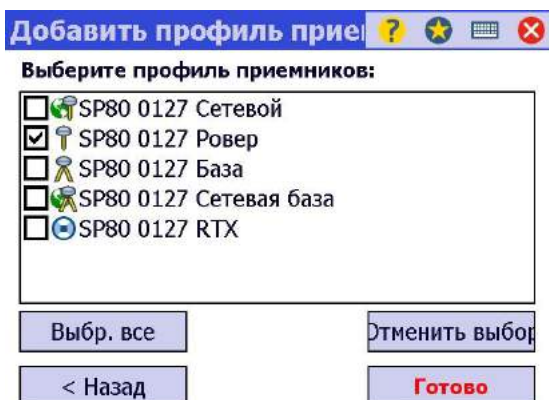 Добавить профиль прие
Выберите профиль приемников:
SP80 0127 Сетевой
SP80 0127 Ровер
SP80 0127 База
SP80 0127 Сетевая база
SP80 0127 RTX
Выбр. все
Отменить выбор
< Назад
Готово